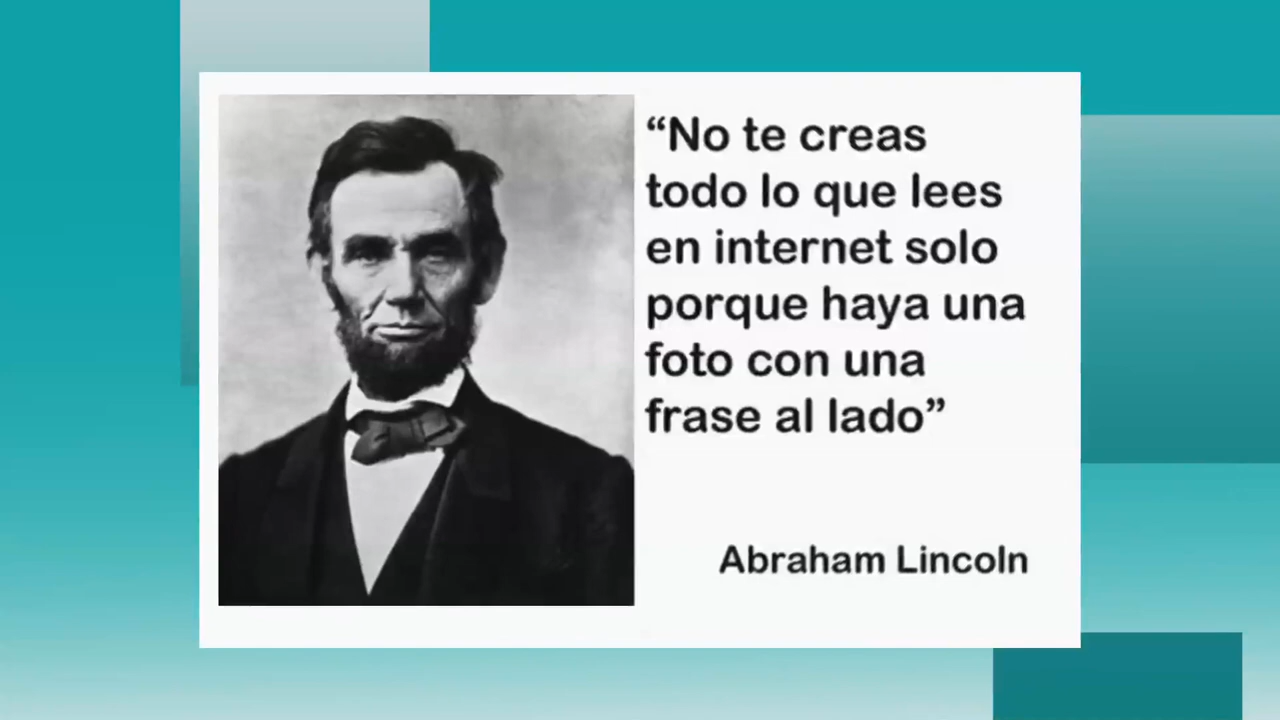 “No te creas
todo lo que lees
en internet solo
porque haya una
foto con una
frase al lado”
Abraham Lincoln